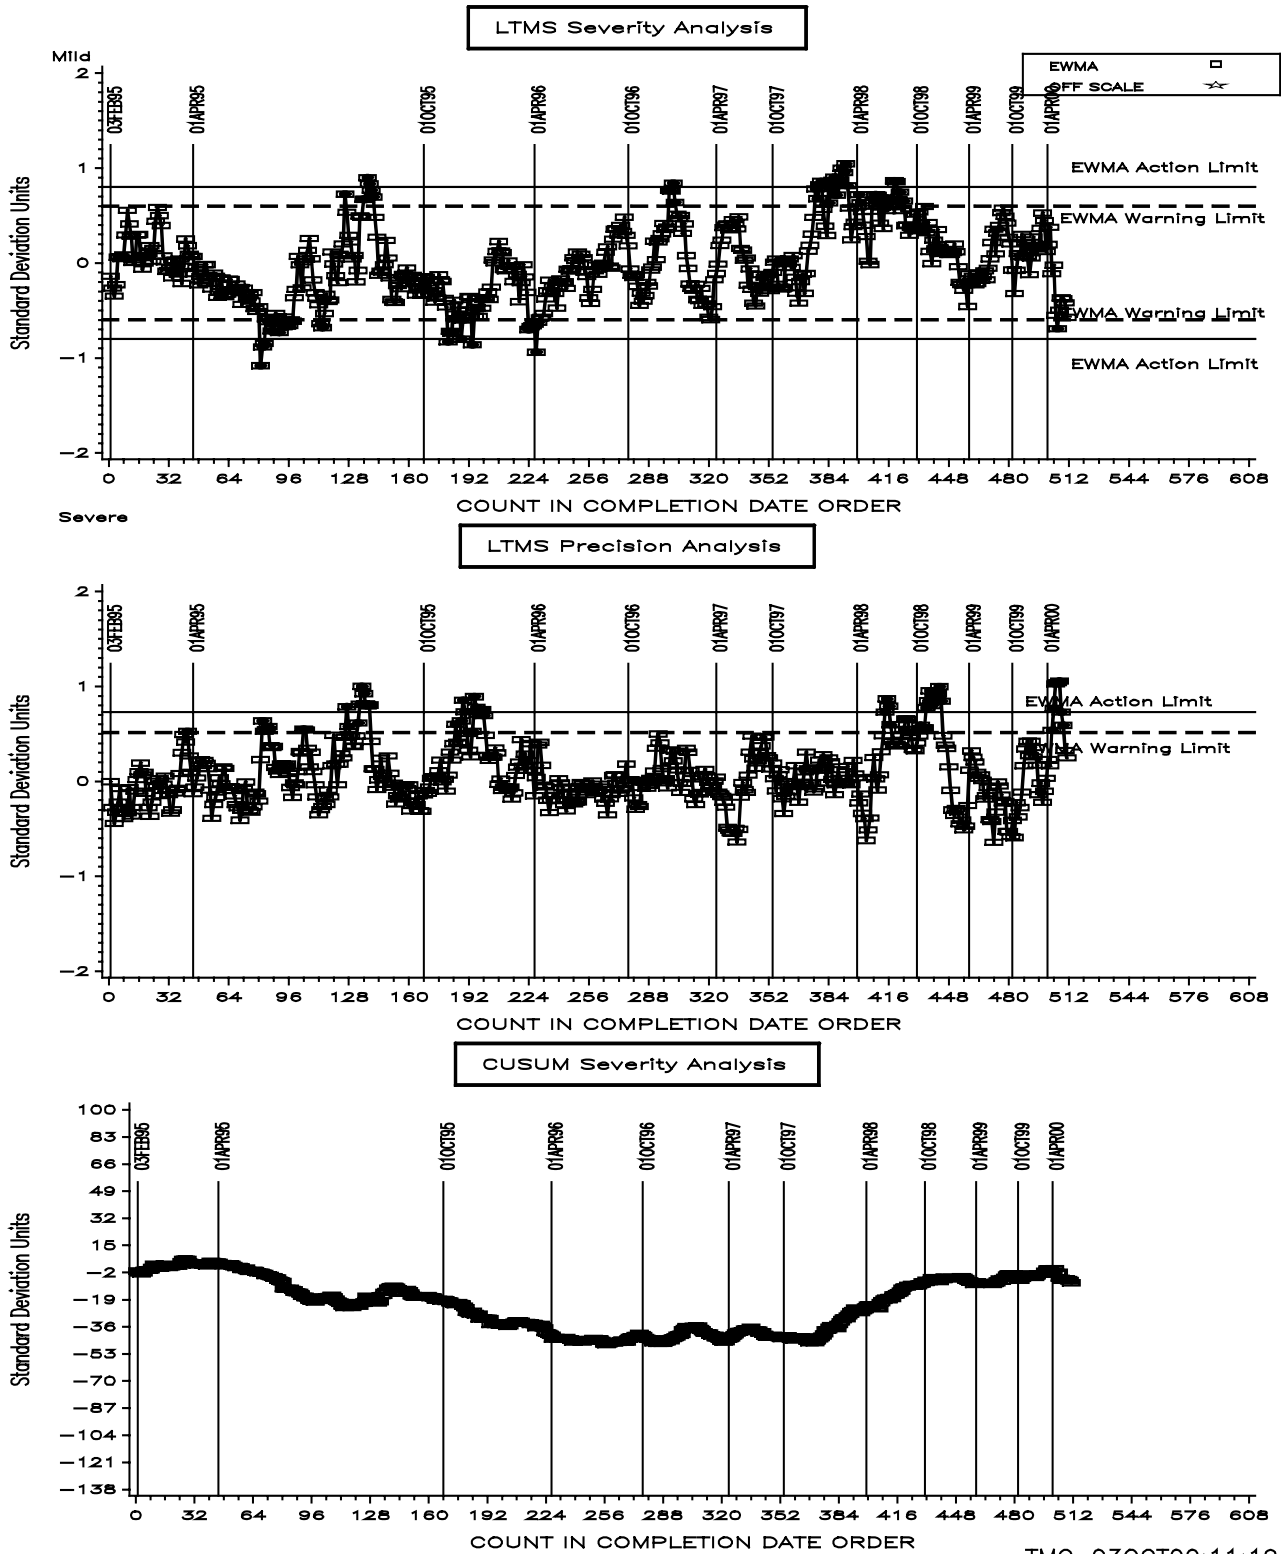 LTMS Severity Analysis
Mild
EWMA
OFF SCALE
2
1
0
−1
−2
Standard Deviation Units
03FEB95
01APR95
01OCT95
01APR96
01OCT96
01APR97
01OCT97
01APR98
01OCT98
01APR99
01OCT99
01APR00
EWMA Action Limit
EWMA Warning Limit
EWMA Warning Limit
EWMA Action Limit
0 32 64 96 128 160 192 224 256 288 320 352 384 416 448 480 512 544 576 608
COUNT IN COMPLETION DATE ORDER
Severe
LTMS Precision Analysis
2
1
0
−1
−2
Standard Deviation Units
03FEB95
01APR95
01OCT95
01APR96
01OCT96
01APR97
01OCT97
01APR98
01OCT98
01APR99
01OCT99
01APR00
EWMA Action Limit
EWMA Warning Limit
0 32 64 96 128 160 192 224 256 288 320 352 384 416 448 480 512 544 576 608
COUNT IN COMPLETION DATE ORDER
CUSUM Severity Analysis
100
83
66
49
32
15
−2
−19
−36
−53
−70
−87
−104
−121
−138
Standard Deviation Units
03FEB95
01APR95
01OCT95
01APR96
01OCT96
01APR97
01OCT97
01APR98
01OCT98
01APR99
01OCT99
01APR00
0 32 64 96 128 160 192 224 256 288 320 352 384 416 448 480 512 544 576 608
COUNT IN COMPLETION DATE ORDER